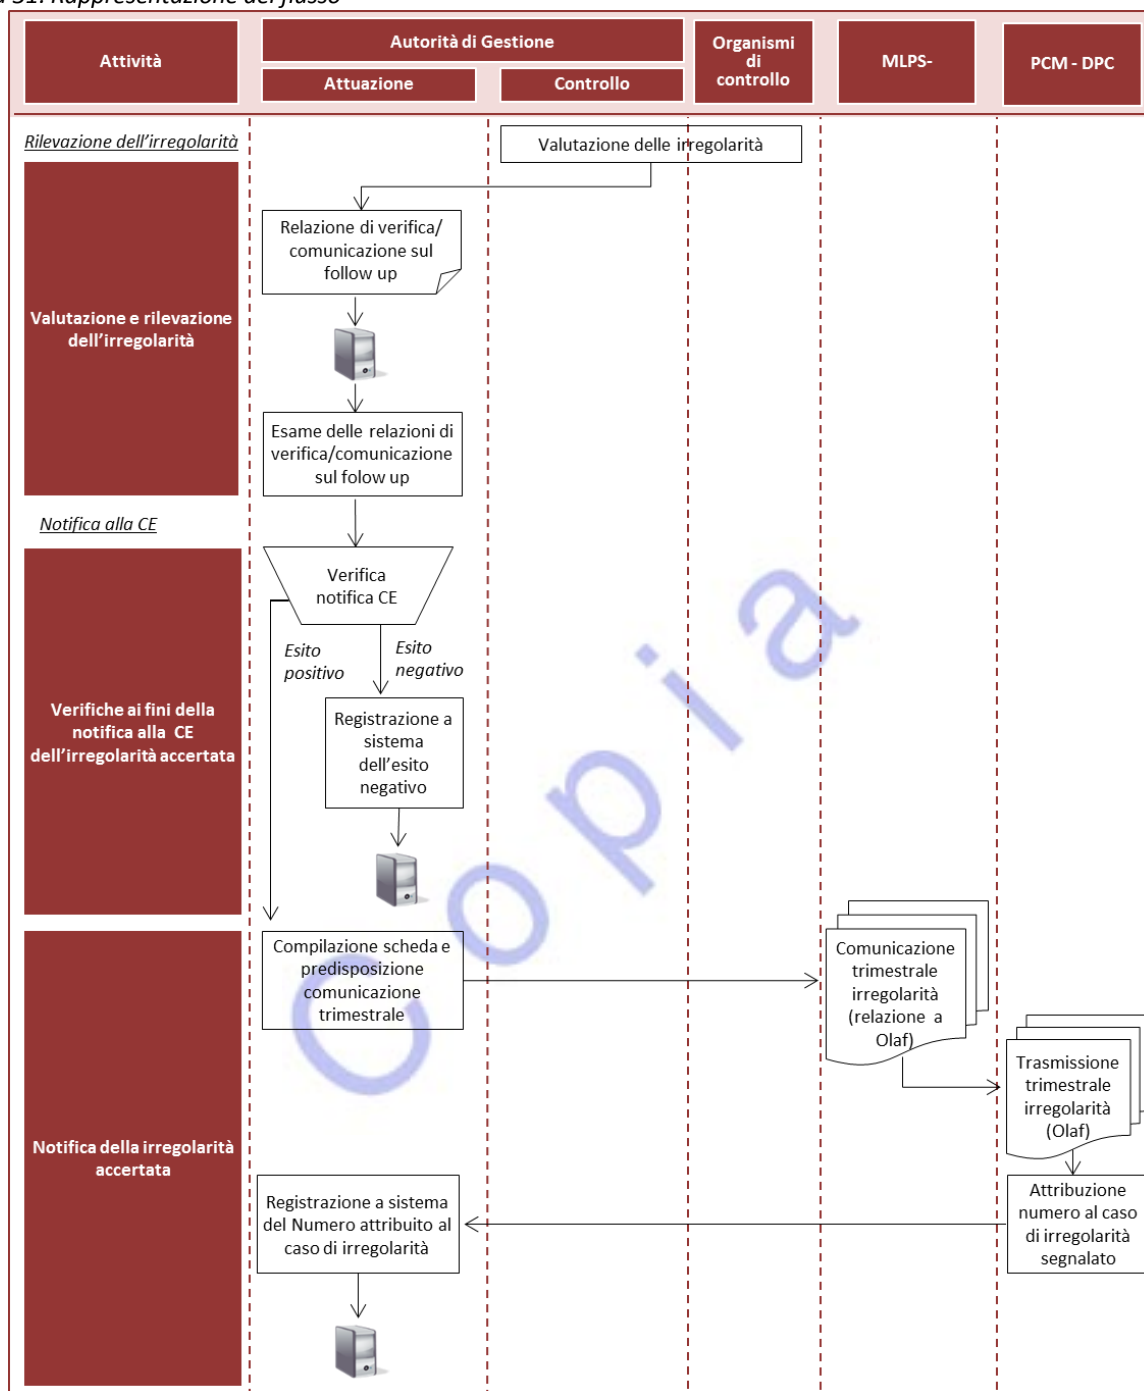 a 31: Rappresentazione del flusso
Attività
Autorità di Gestione
Attuazione
Controllo
Organismi
di
controllo
MLPS-
PCM - DPC
Rilevazione dell'irregolarità
Valutazione delle irregolarità
Valutazione e rilevazione
dell'irregolarità
Relazione di verifica/
comunicazione sul
follow up
Esame delle relazioni di
verifica/comunicazione
sul folow up
Notifica alla CE
Verifiche ai fini della
notifica alla CE
dell'irregolarità accertata
Verifica
notifica CE
Esito
positivo
Esito
negativo
Registrazione a
sistema
dell'esito
negativo
Notifica della irregolarità
accertata
Compilazione scheda e
predisposizione
comunicazione
trimestrale
Comunicazione
trimestrale
irregolarità
(relazione a
Olaf)
Trasmissione
trimestrale
irregolarità
(Olaf)
Attribuzione
numero al caso
di irregolarità
segnalato
Registrazione a sistema
del Numero attribuito al
caso di irregolarità
Copia